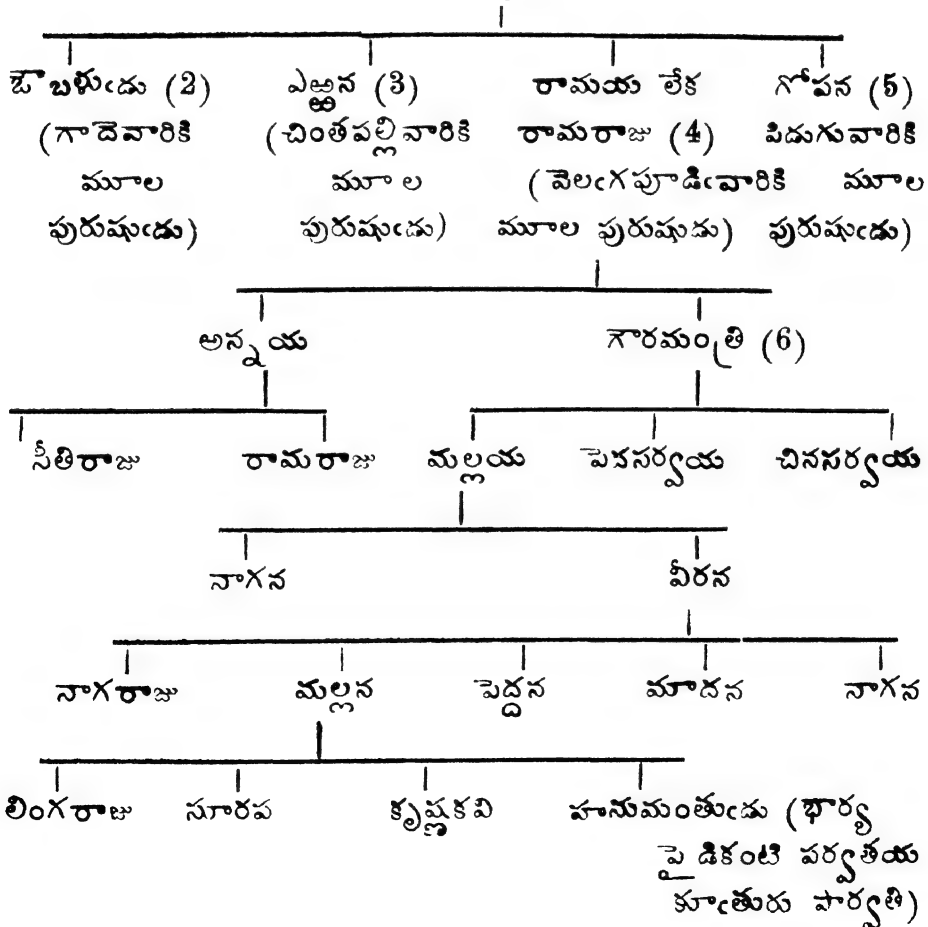 ఔబళుఁడు (2) ఎఱ్ఱన (3) రామయ లేక గోపన (5)
(గాదెవారికి (చింతపల్లివారికి రామరాజు (4) పిడుగువారికి
మూల మూల (వెలఁగపూడిఁవారికి మూల
పురుషుఁడు) పురుషుఁడు) మూల పురుషుడు) పురుషుఁడు)
అన్నయ గౌరమంత్రి (6)
సీతిరాజు రామరాజు మల్లయ పెదసర్వయ చినసర్వయ
నాగన వీరన
నాగరాజు మల్లన పెద్దన మాదన నాగన
లింగరాజు సూరప కృష్ణకవి హనుమంతుఁడు (భార్య
పైడికంటి పర్వతయ
కూఁతురు పార్వతి)